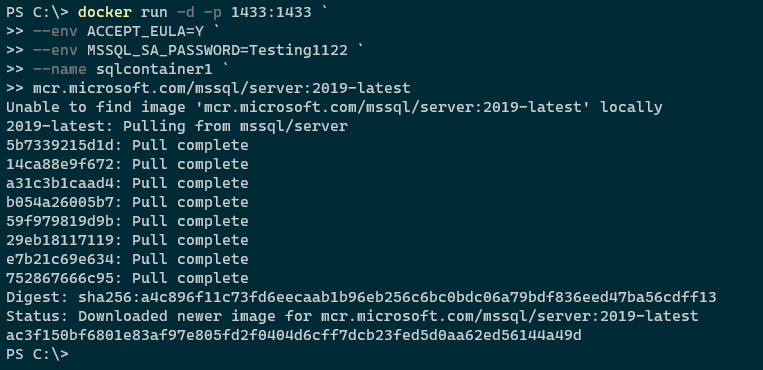 PS C:\> docker run -d -p 1433:1433 `
>> --env ACCEPT_EULA=Y `
>> --env MSSQL_SA_PASSWORD=Testing1122 `
>> --name sqlcontainer1 `
>> mcr.microsoft.com/mssql/server:2019-latest
Unable to find image 'mcr.microsoft.com/mssql/server:2019-latest' locally
2019-latest: Pulling from mssql/server
5b7339215d1d: Pull complete
14ca88e9f672: Pull complete
a31c3b1caad4: Pull complete
b054a26005b7: Pull complete
59f979819d9b: Pull complete
29eb18117119: Pull complete
e7b21c69e634: Pull complete
752867666c95: Pull complete
Digest: sha256:a4c896f11c73fd6eecaab1b96eb256c6bc0bdc06a79bdf836eed47ba56cdff13
Status: Downloaded newer image for mcr.microsoft.com/mssql/server:2019-latest
ac3f150bf6801e83af97e805fd2f0404d6cff7dcb23fed5d0aa62ed56144a49d
PS C:\>